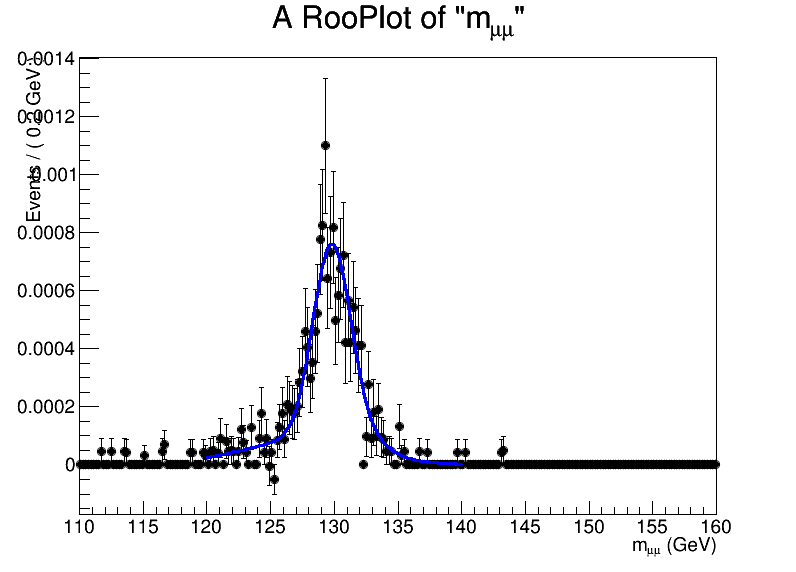 A RooPlot of "mμμ"
Events / ( 0.2 GeV )
0.0014
0.0012
0.001
0.0008
0.0006
0.0004
0.0002
0
110 115 120 125 130 135 140 145 150 155 160
mμμ (GeV)